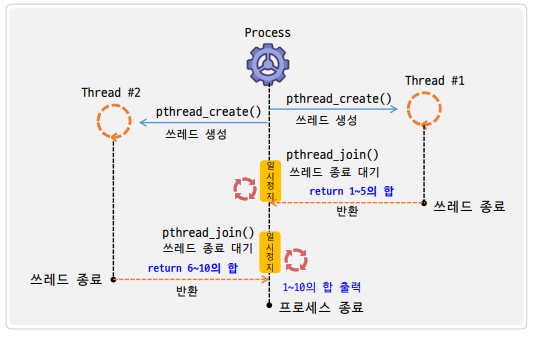 Process
Thread #2
Thread #1
pthread_create()
쓰레드 생성
pthread_create()
쓰레드 생성
pthread_join()
쓰레드 종료 대기
일시정지
return 1~5의 합
반환
쓰레드 종료
pthread_join()
쓰레드 종료 대기
일시정지
return 6~10의 합
반환
쓰레드 종료
1~10의 합 출력
프로세스 종료